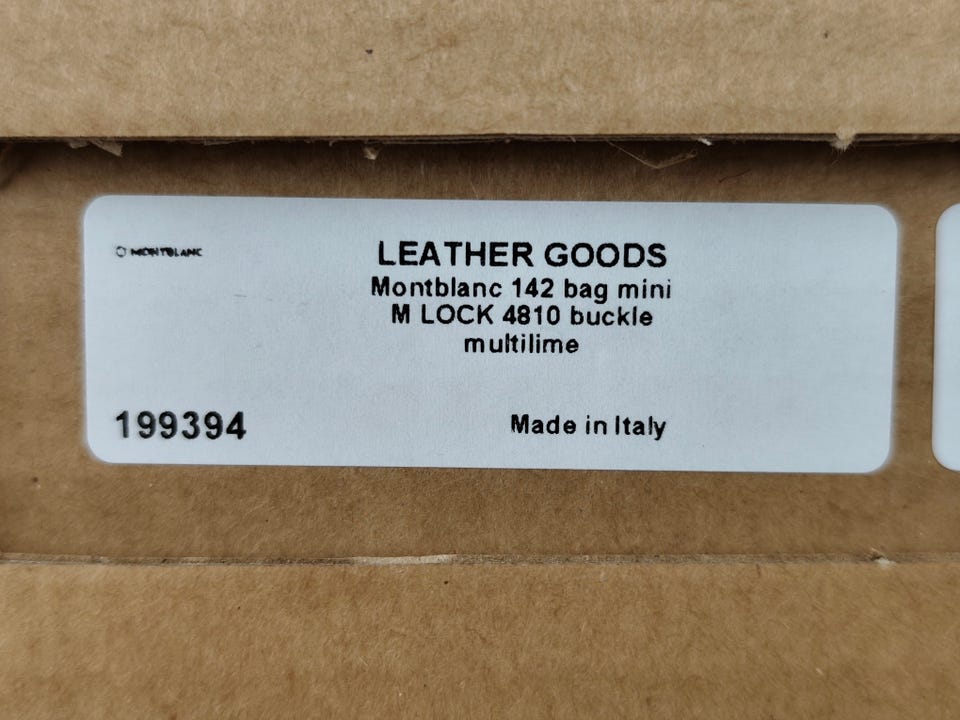 MONTBLANC
LEATHER GOODS
Montblanc 142 bag mini
M LOCK 4810 buckle
multilime
199394
Made in Italy